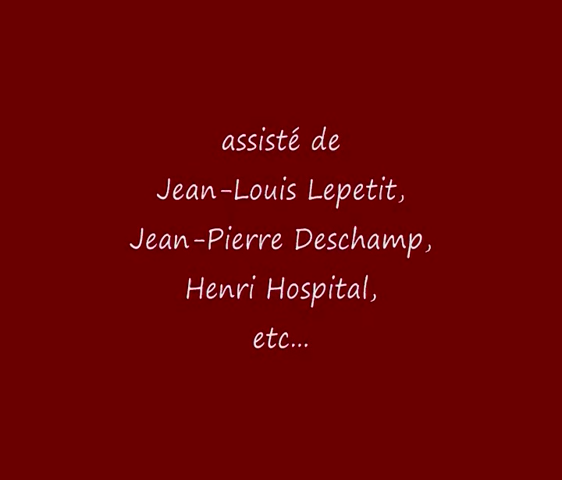 assisté de
Jean-Louis Lepetit,
Jean-Pierre Deschamp,
Henri Hospital,
etc...